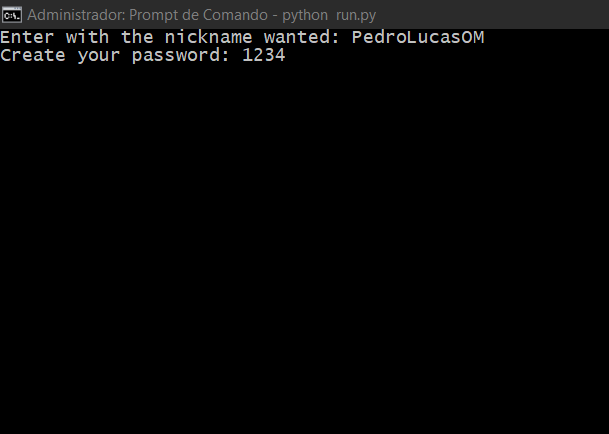 Administrador: Prompt de Comando - python run.py
Enter with the nickname wanted: PedroLucasOM
Create your password: 1234